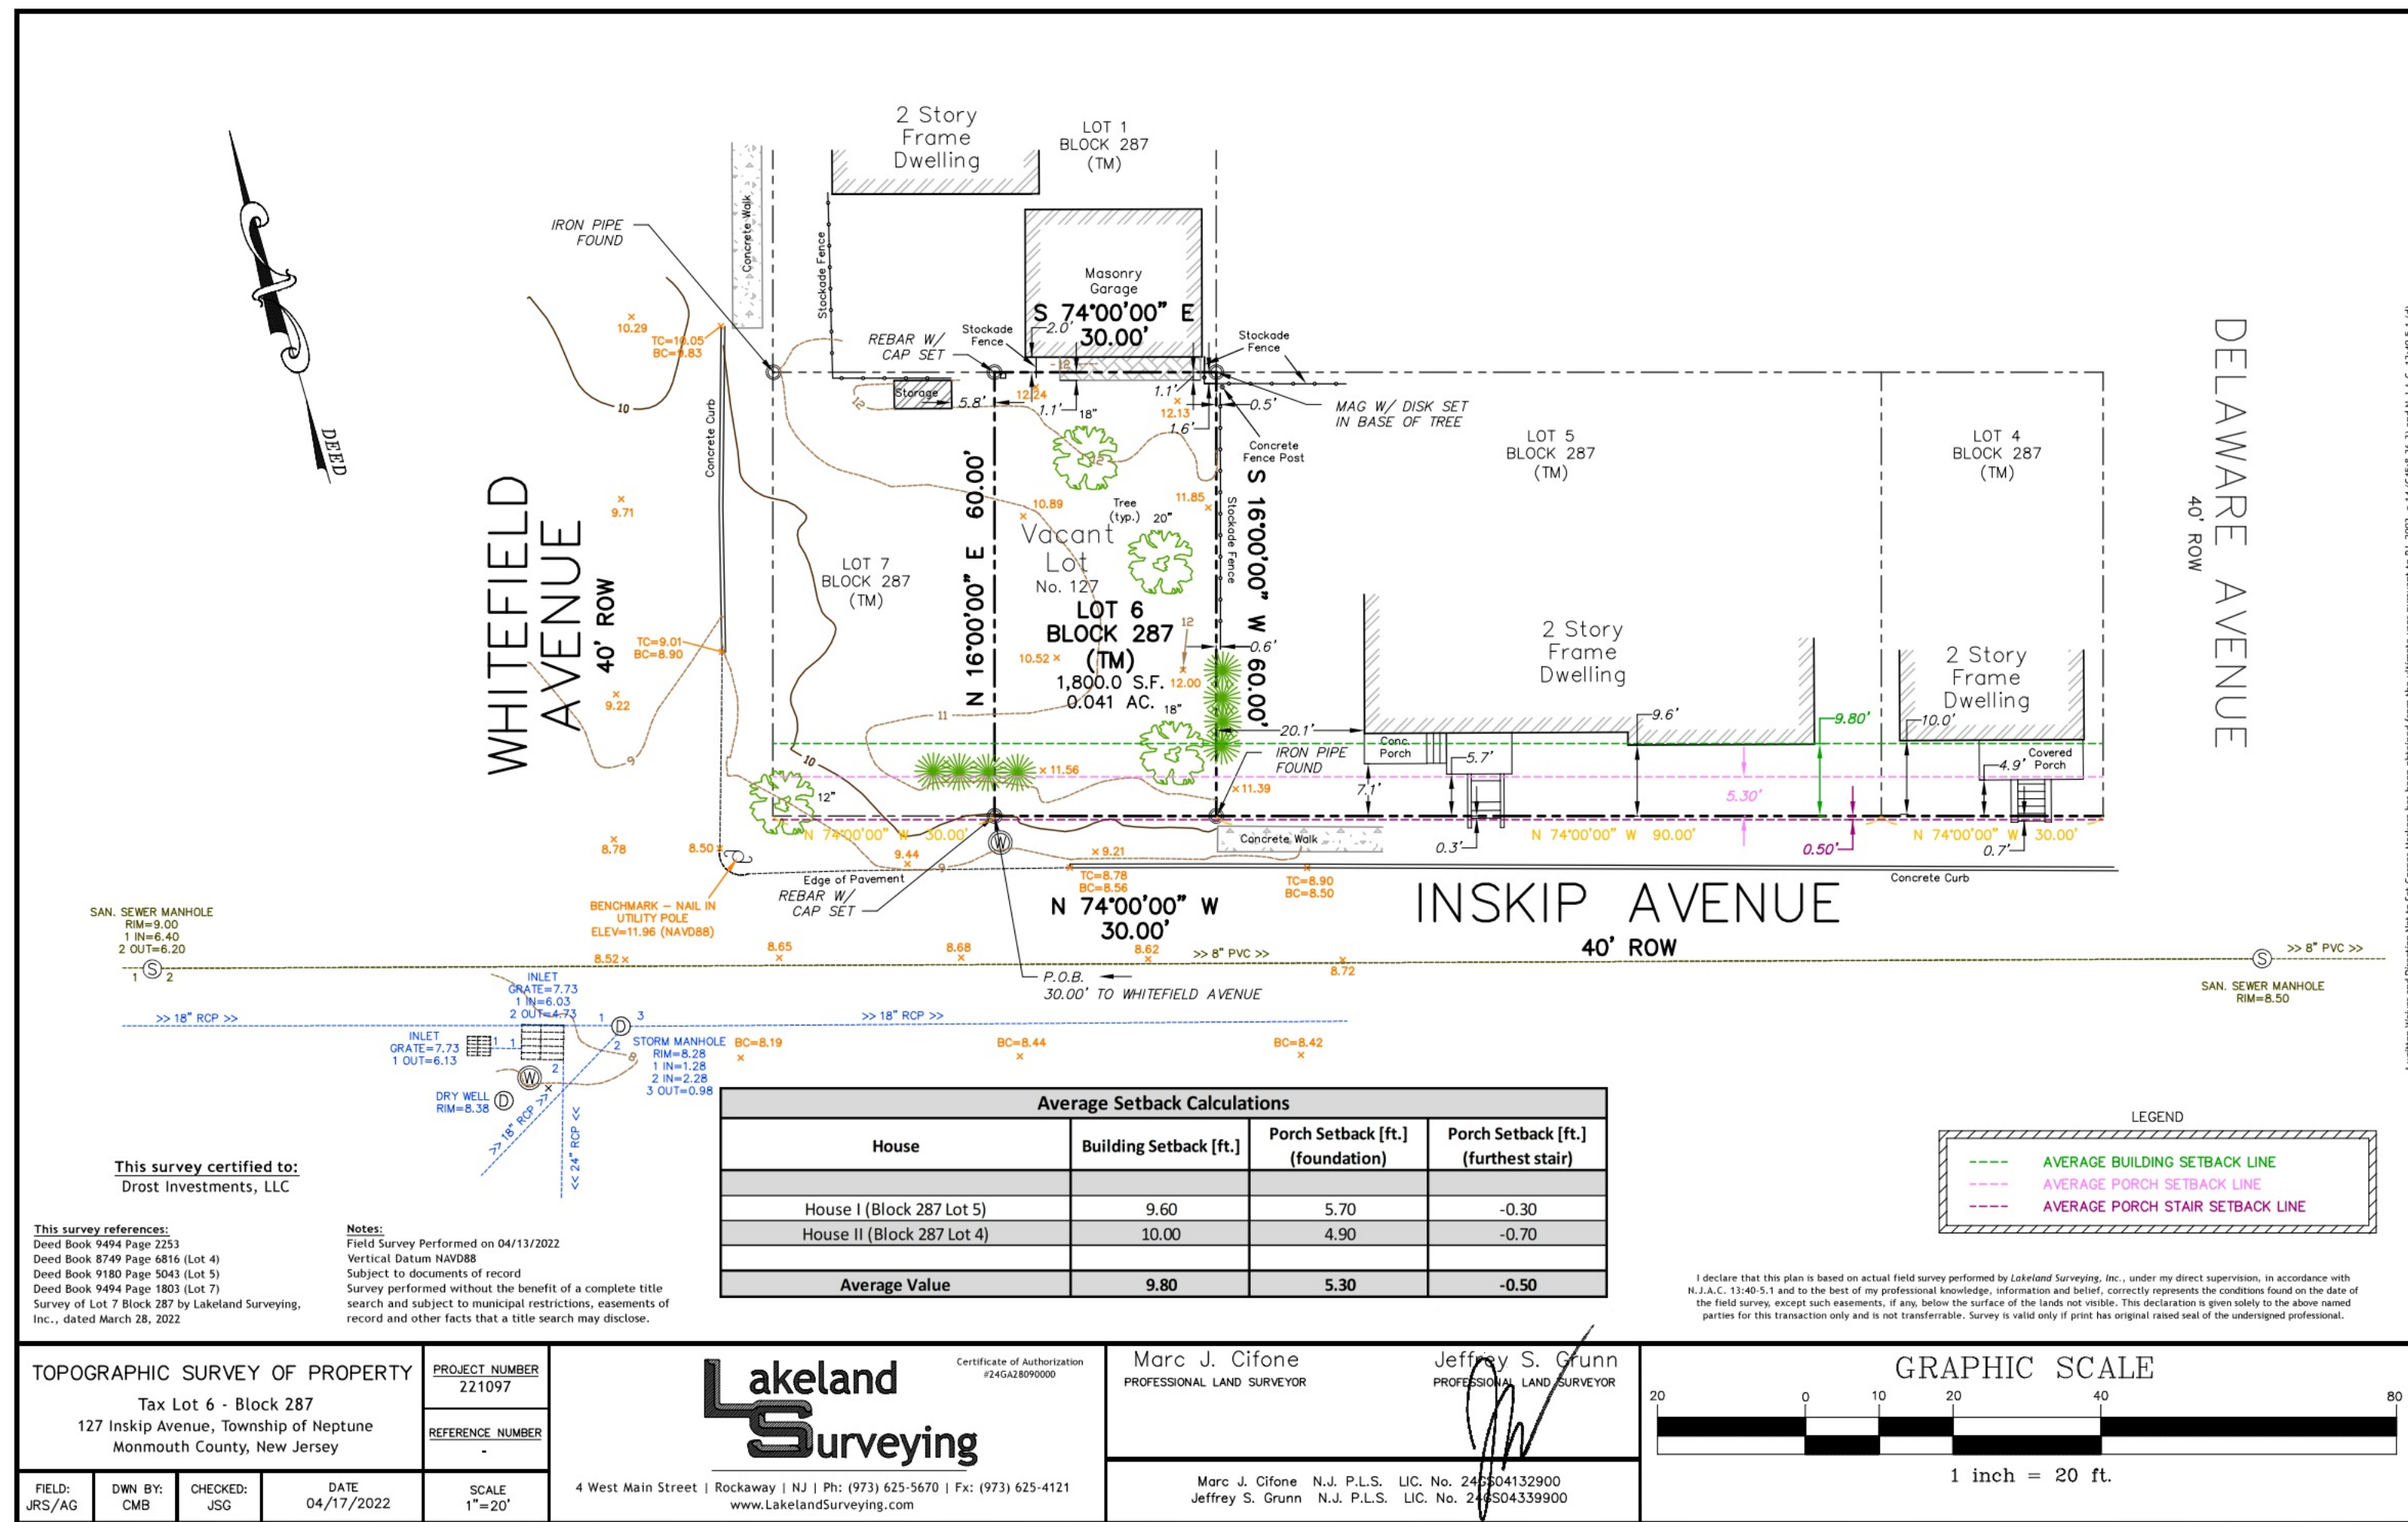 2 Story
Frame
Dwelling
LOT 1
BLOCK 287
(TM)
IRON PIPE
FOUND
Concrete Walk
Stockade Fence
Masonry
Garage
S 74°00'00" E
30.00'
2.0'
Stockade
Fence
REBAR W/
CAP SET
Stockade
Fence
DEED
10.29
TC=10.05
BC=9.83
10
Concrete Curb
Storage
5.8'
12
12
12.24
1.1'
18"
1.1'
12.13
1.6'
0.5'
MAG W/ DISK SET
IN BASE OF TREE
Concrete
Fence Post
LOT 5
BLOCK 287
(TM)
LOT 4
BLOCK 287
(TM)
DELAWARE AVENUE
40' ROW
WHITEFIELD
AVENUE
40' ROW
9.71
N 16°00'00" E 60.00'
12
10.89
Tree
(typ.)
20"
11.85
Stockade Fence
S 16°00'00" W 60.00'
Vacant
Lot
No. 127
LOT 7
BLOCK 287
(TM)
LOT 6
BLOCK 287
(TM)
1,800.0 S.F.
0.041 AC.
12
10.52
12.00
0.6'
18"
TC=9.01
BC=8.90
9.22
9
11
10
20.1'
IRON PIPE
FOUND
2 Story
Frame
Dwelling
2 Story
Frame
Dwelling
Conc.
Porch
9.6'
9.80'
10.0'
Covered
Porch
5.7'
4.9'
7.1'
5.30'
11.56
11.39
12"
N 74°00'00" W 30.00'
Concrete Walk
0.3'
N 74°00'00" W 90.00'
0.50'
N 74°00'00" W 30.00'
0.7'
8.78
8.50
9.44
9
W
9.21
Edge of Pavement
REBAR W/
CAP SET
TC=8.78
BC=8.56
TC=8.90
BC=8.50
Concrete Curb
N 74°00'00" W
30.00'
INSKIP AVENUE
40' ROW
BENCHMARK – NAIL IN
UTILITY POLE
ELEV=11.96 (NAVD88)
SAN. SEWER MANHOLE
RIM=9.00
1 IN=6.40
2 OUT=6.20
1 S 2
8.52
8.65
8.68
8.62
>> 8" PVC >>
8.72
S
>> 8" PVC >>
SAN. SEWER MANHOLE
RIM=8.50
P.O.B.
30.00' TO WHITEFIELD AVENUE
INLET
GRATE=7.73
1 IN=6.03
2 OUT=4.73
>> 18" RCP >>
1 D 3
2
>> 18" RCP >>
INLET
GRATE=7.73
1 OUT=6.13
1 1
2
8
STORM MANHOLE
RIM=8.28
1 IN=1.28
2 IN=2.28
3 OUT=0.98
BC=8.19
BC=8.44
BC=8.42
W
DRY WELL
RIM=8.38
D
>> 18" RCP >>
<< 24" RCP <<
Average Setback Calculations
House Building Setback [ft.] Porch Setback [ft.] (foundation) Porch Setback [ft.] (furthest stair)
House I (Block 287 Lot 5) 9.60 5.70 -0.30
House II (Block 287 Lot 4) 10.00 4.90 -0.70
Average Value 9.80 5.30 -0.50
LEGEND
AVERAGE BUILDING SETBACK LINE
AVERAGE PORCH SETBACK LINE
AVERAGE PORCH STAIR SETBACK LINE
This survey certified to:
Drost Investments, LLC
This survey references:
Deed Book 9494 Page 2253
Deed Book 8749 Page 6816 (Lot 4)
Deed Book 9180 Page 5043 (Lot 5)
Deed Book 9494 Page 1803 (Lot 7)
Survey of Lot 7 Block 287 by Lakeland Surveying,
Inc., dated March 28, 2022
Notes:
Field Survey Performed on 04/13/2022
Vertical Datum NAVD88
Subject to documents of record
Survey performed without the benefit of a complete title
search and subject to municipal restrictions, easements of
record and other facts that a title search may disclose.
I declare that this plan is based on actual field survey performed by Lakeland Surveying, Inc., under my direct supervision, in accordance with
N.J.A.C. 13:40-5.1 and to the best of my professional knowledge, information and belief, correctly represents the conditions found on the date of
the field survey, except such easements, if any, below the surface of the lands not visible. This declaration is given solely to the above named
parties for this transaction only and is not transferrable. Survey is valid only if print has original raised seal of the undersigned professional.
TOPOGRAPHIC SURVEY OF PROPERTY
Tax Lot 6 - Block 287
127 Inskip Avenue, Township of Neptune
Monmouth County, New Jersey
PROJECT NUMBER
221097
REFERENCE NUMBER
-
FIELD:
JRS/AG
DWN BY:
CMB
CHECKED:
JSG
DATE
04/17/2022
SCALE
1"=20'
Lakeland
Surveying
Certificate of Authorization
#24GA28090000
4 West Main Street | Rockaway | NJ | Ph: (973) 625-5670 | Fx: (973) 625-4121
www.LakelandSurveying.com
Marc J. Cifone
PROFESSIONAL LAND SURVEYOR
Jeffrey S. Grunn
PROFESSIONAL LAND SURVEYOR
Marc J. Cifone N.J. P.L.S. LIC. No. 24GS04132900
Jeffrey S. Grunn N.J. P.L.S. LIC. No. 24GS04339900
GRAPHIC SCALE
20 0 10 20 40 80
1 inch = 20 ft.